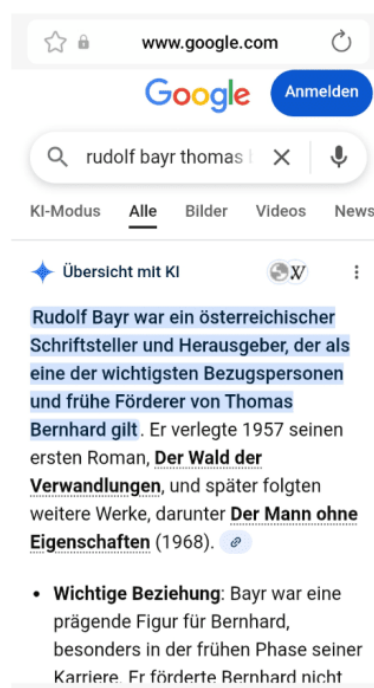 www.google.com
Google
Anmelden
rudolf bayr thomas
KI-Modus Alle Bilder Videos News
Übersicht mit KI
Rudolf Bayr war ein österreichischer
Schriftsteller und Herausgeber, der als
eine der wichtigsten Bezugspersonen
und frühe Förderer von Thomas
Bernhard gilt. Er verlegte 1957 seinen
ersten Roman, Der Wald der
Verwandlungen, und später folgten
weitere Werke, darunter Der Mann ohne
Eigenschaften (1968).
• Wichtige Beziehung: Bayr war eine
prägende Figur für Bernhard,
besonders in der frühen Phase seiner
Karriere. Er förderte Bernhard nicht